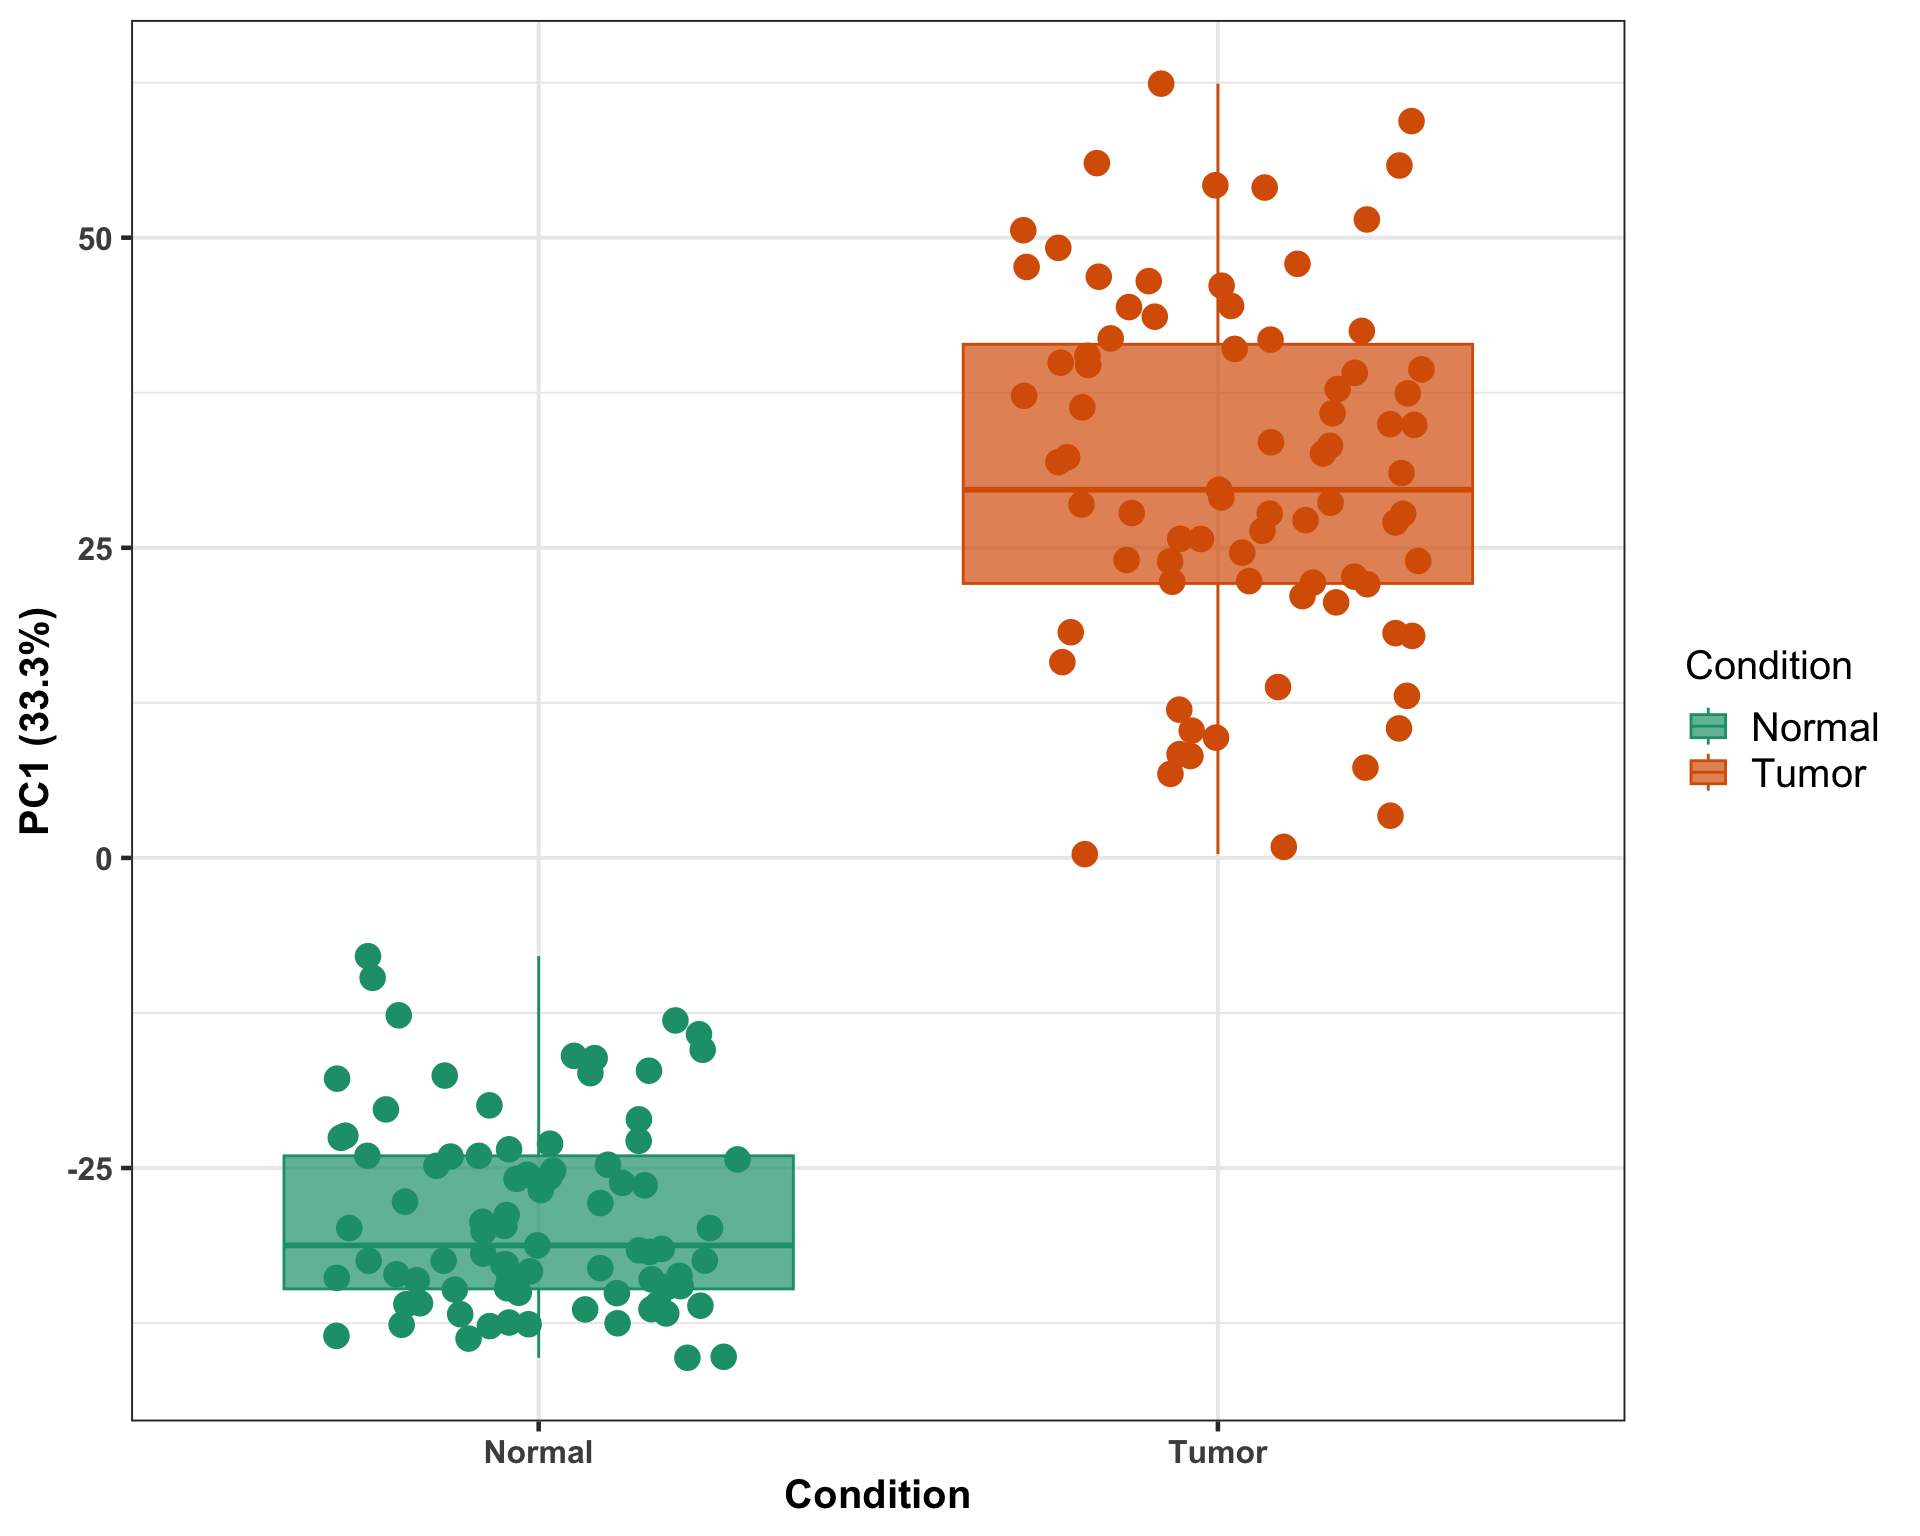 PC1 (33.3%)
50
25
0
-25
Normal
Tumor
Condition
Condition
Normal
Tumor